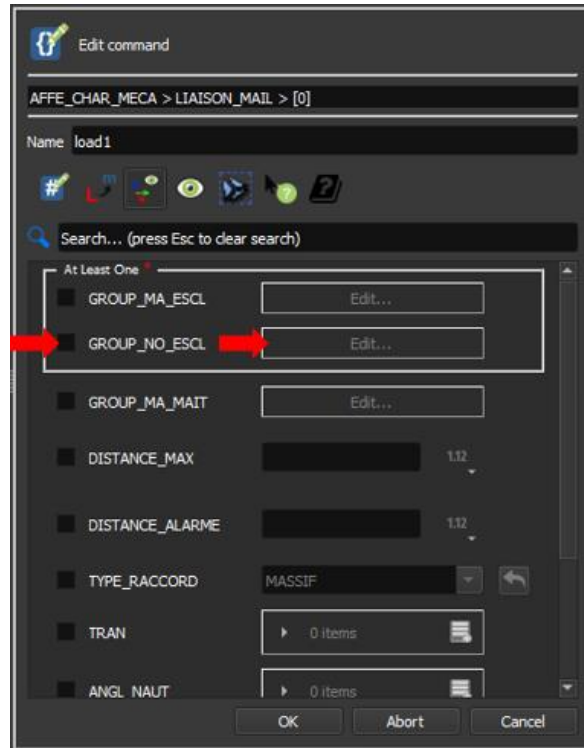 Edit command
AFFE_CHAR_MECA > LIAISON_MAIL > [0]
Name load1
Search... (press Esc to clear search)
At Least One *
GROUP_MA_ESCL Edit...
GROUP_NO_ESCL Edit...
GROUP_MA_MAIT Edit...
DISTANCE_MAX 1.12
DISTANCE_ALARME 1.12
TYPE_RACCORD MASSIF
TRAN 0 items
ANGL_NAUT 0 items
OK Abort Cancel